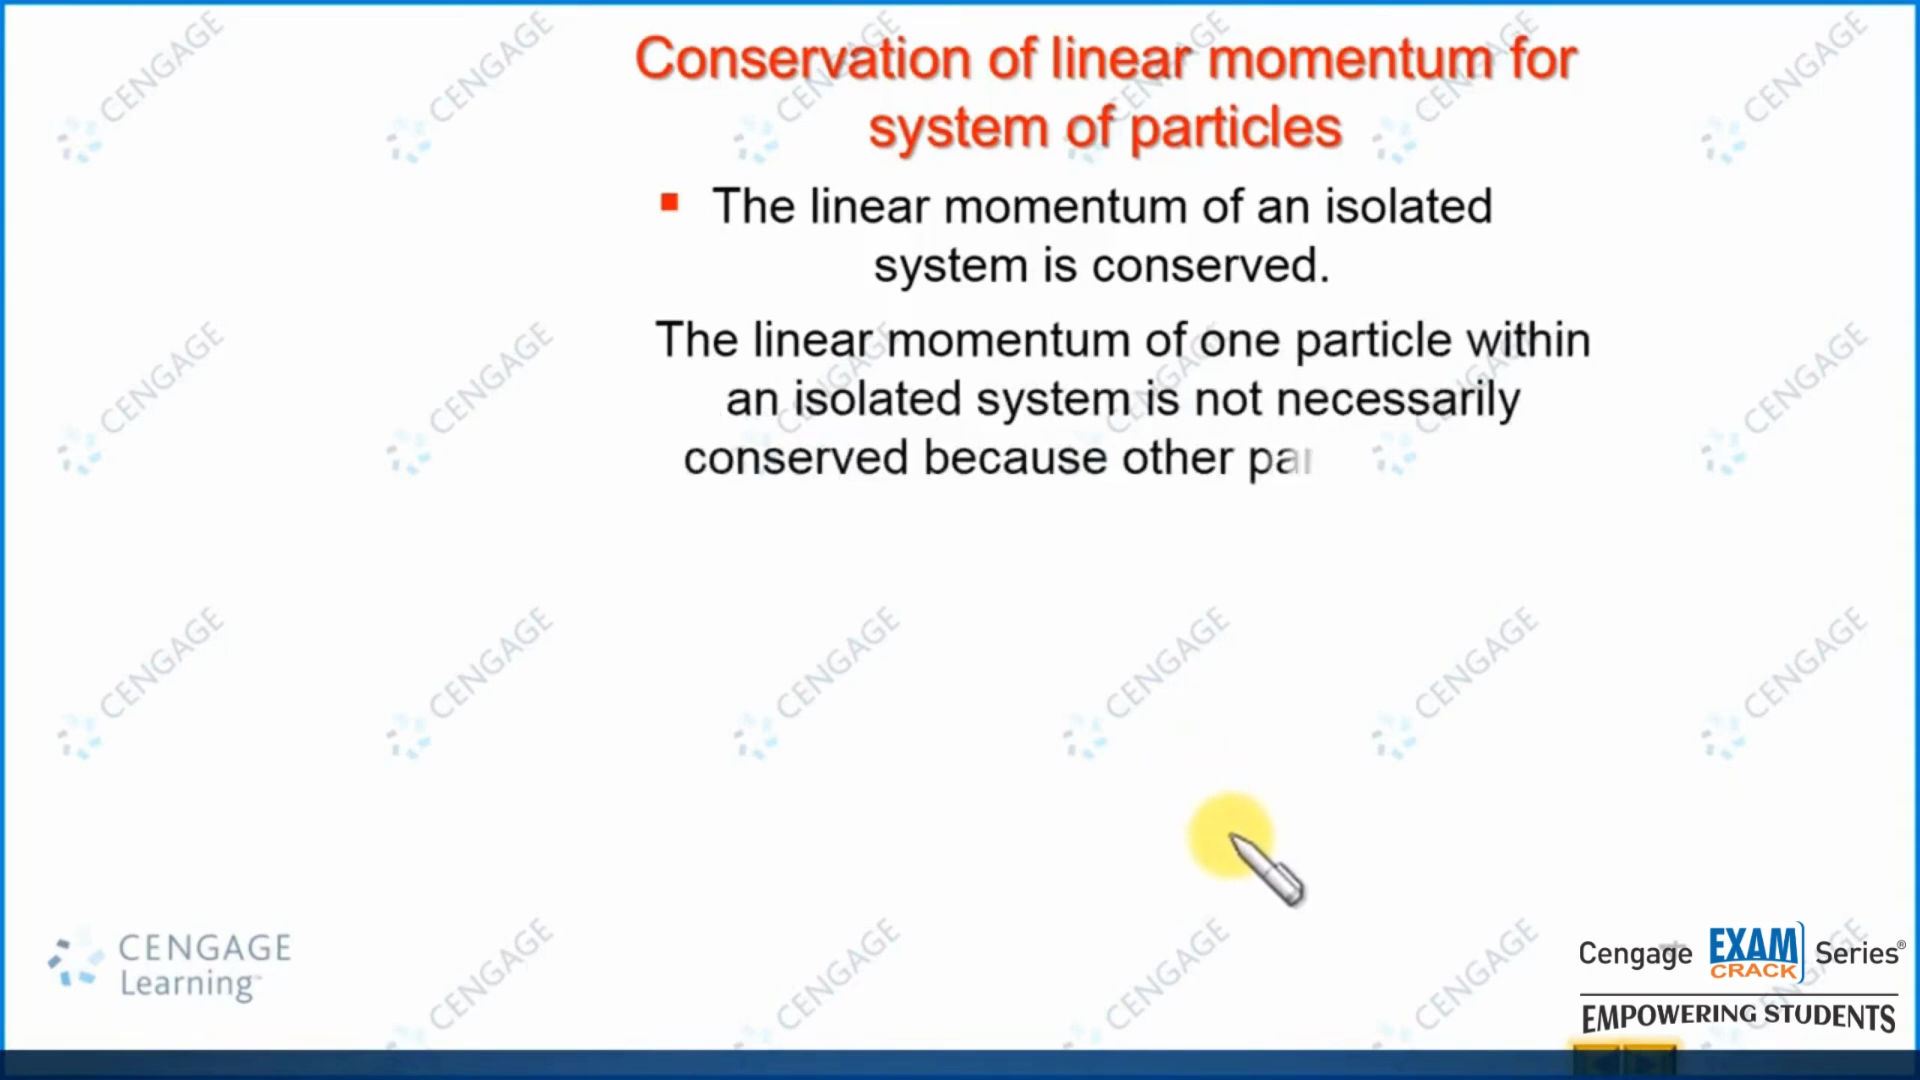 Conservation of linear momentum for
system of particles
The linear momentum of an isolated
system is conserved.
The linear momentum of one particle within
an isolated system is not necessarily
conserved because other
CENGAGE
Learning
Cengage EXAM CRACK Series®
EMPOWERING STUDENTS